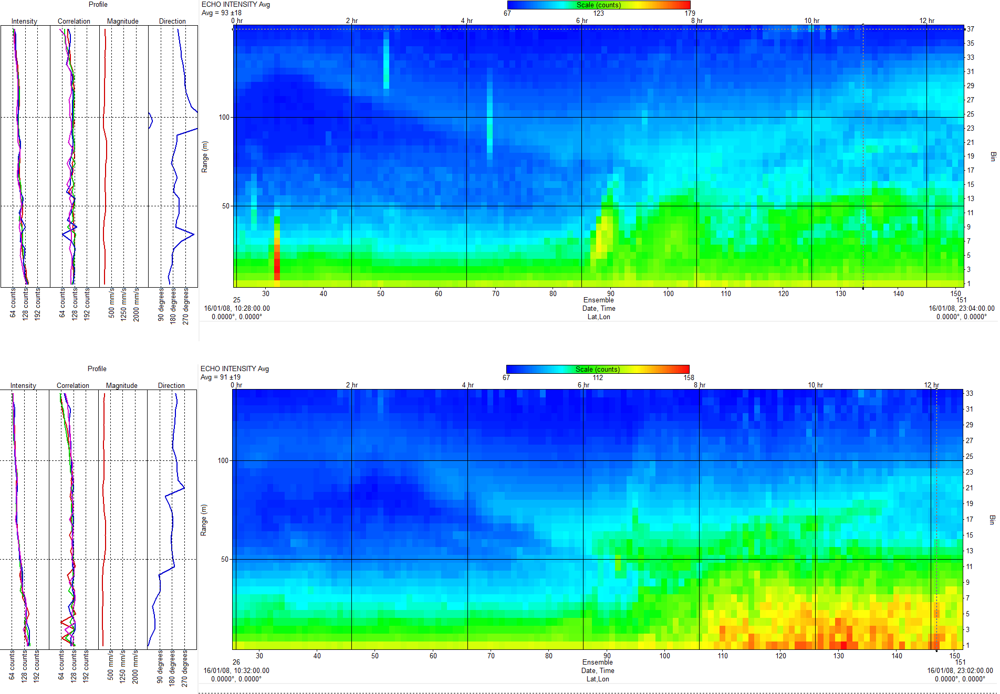 Profile
Intensity Correlation Magnitude Direction
64 counts 128 counts 192 counts 64 counts 128 counts 192 counts 500 mm/s 1250 mm/s 2000 mm/s 90 degrees 180 degrees 270 degrees
ECHO INTENSITY Avg
Avg = 93 ±18
Scale (counts)
67 123 179
0 hr 2 hr 4 hr 6 hr 8 hr 10 hr 12 hr
Range (m)
100
50
37
35
33
31
29
27
25
23
21
19
17
15
13
11
9
7
5
3
1
Bin
30 40 50 60 70 80 90 100 110 120 130 140 150
25 Ensemble 151
16/01/08, 10:28:00.00 Date, Time 16/01/08, 23:04:00.00
0.0000°, 0.0000° Lat,Lon 0.0000°, 0.0000°
Profile
Intensity Correlation Magnitude Direction
64 counts 128 counts 192 counts 64 counts 128 counts 192 counts 500 mm/s 1250 mm/s 2000 mm/s 90 degrees 180 degrees 270 degrees
ECHO INTENSITY Avg
Avg = 91 ±19
Scale (counts)
67 112 158
0 hr 2 hr 4 hr 6 hr 8 hr 10 hr 12 hr
Range (m)
100
50
33
31
29
27
25
23
21
19
17
15
13
11
9
7
5
3
1
Bin
30 40 50 60 70 80 90 100 110 120 130 140 150
26 Ensemble 151
16/01/08, 10:32:00.00 Date, Time 16/01/08, 23:02:00.00
0.0000°, 0.0000° Lat,Lon 0.0000°, 0.0000°